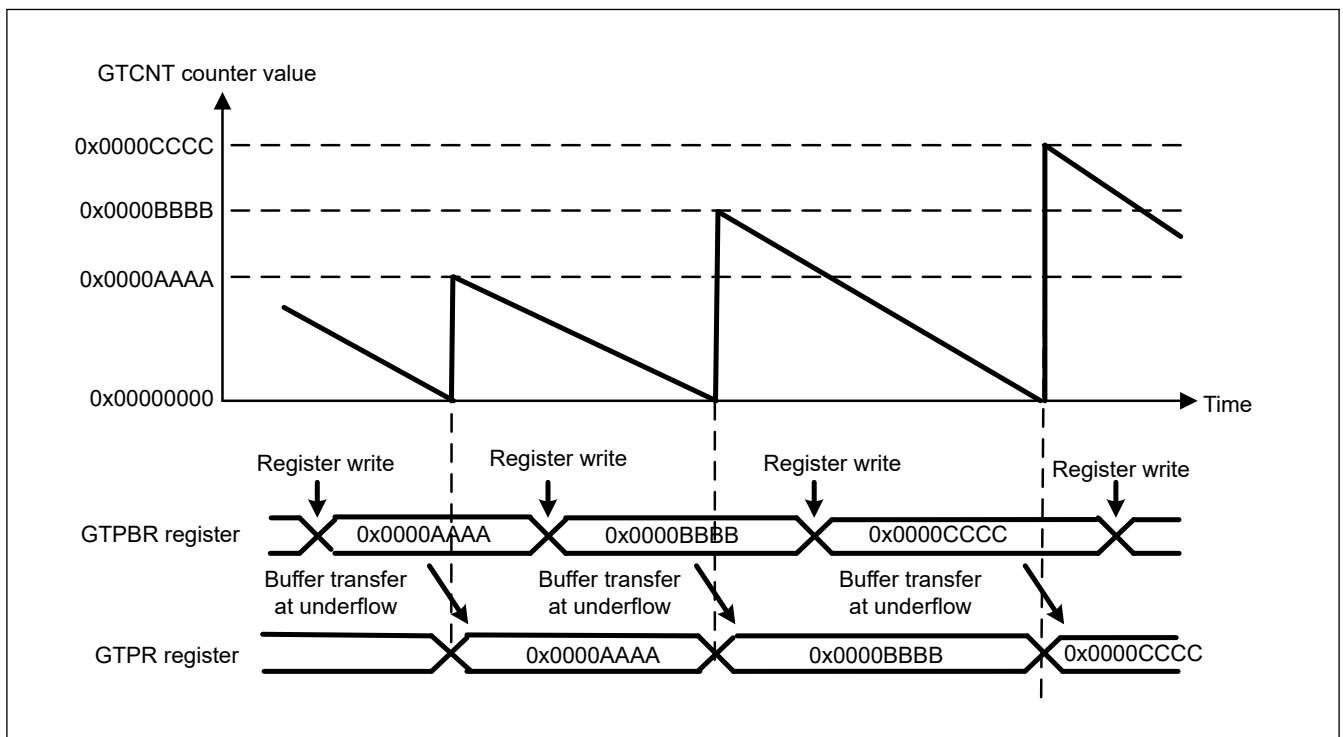 GTCNT counter value
0x0000CCCC
0x0000BBBB
0x0000AAAA
0x00000000
Time
Register write
Register write
Register write
Register write
GTPBR register
0x0000AAAA
0x0000BBBB
0x0000CCCC
Buffer transfer
at underflow
Buffer transfer
at underflow
Buffer transfer
at underflow
GTPR register
0x0000AAAA
0x0000BBBB
0x0000CCCC